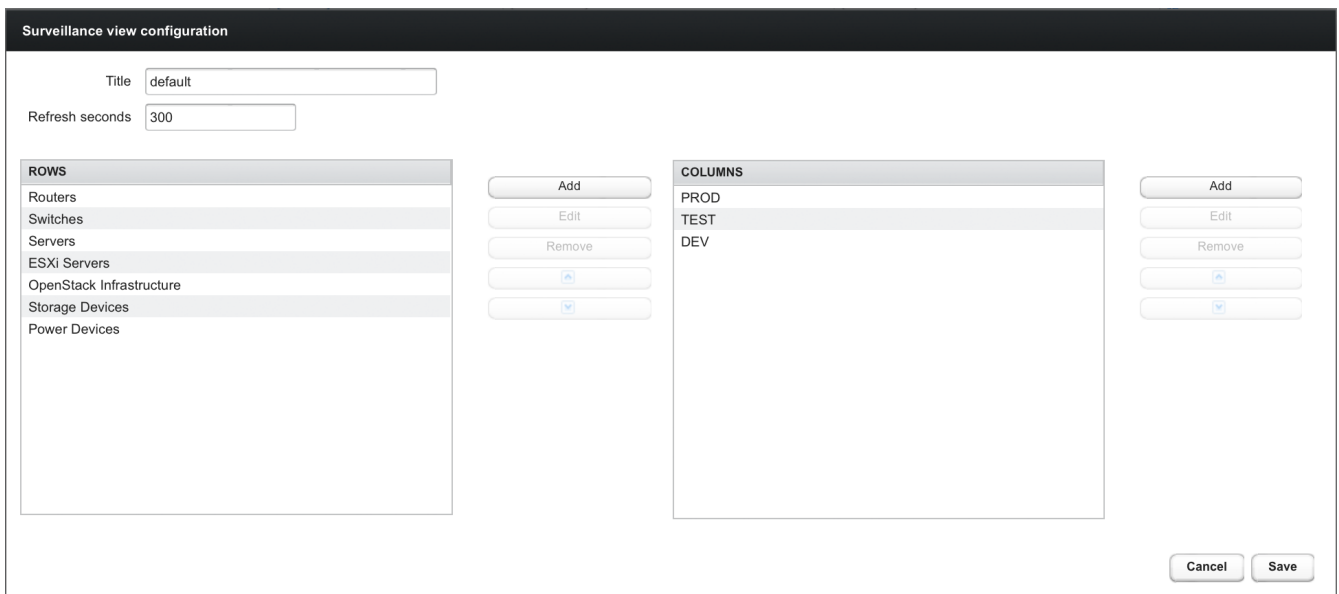 Surveillance view configuration
Title default
Refresh seconds 300
ROWS
Routers
Switches
Servers
ESXi Servers
OpenStack Infrastructure
Storage Devices
Power Devices
Add
Edit
Remove
COLUMNS
PROD
TEST
DEV
Add
Edit
Remove
Cancel Save